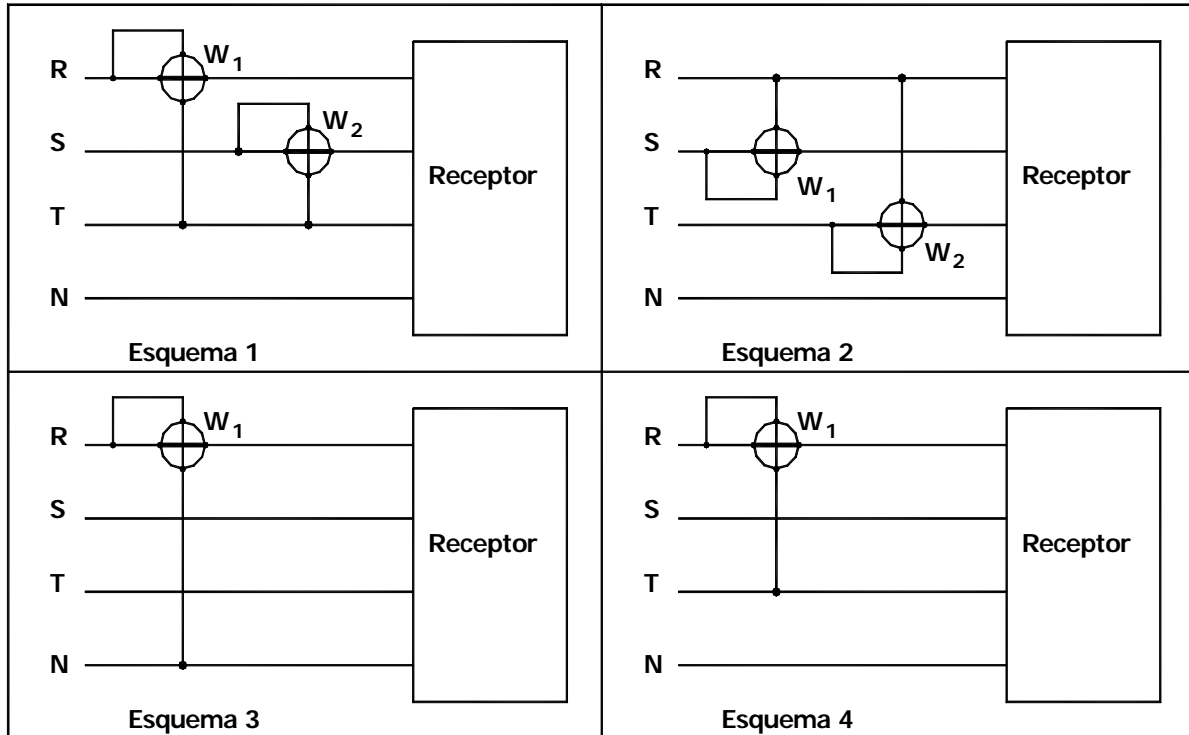 R
W1
S
W2
T
Receptor
N
Esquema 1
R
S
W1
T
W2
Receptor
N
Esquema 2
R
W1
S
T
Receptor
N
Esquema 3
R
W1
S
T
Receptor
N
Esquema 4